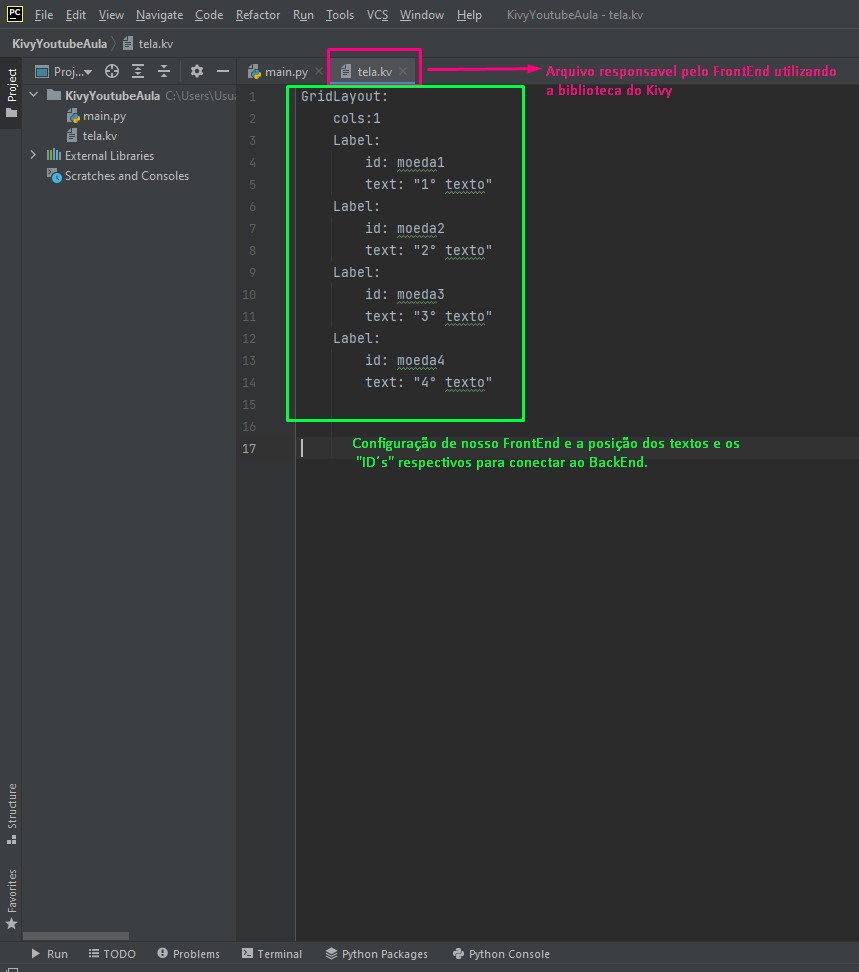 PC File Edit View Navigate Code Refactor Run Tools VCS Window Help KivyYoutubeAula - tela.kv
KivyYoutubeAula tela.kv
Project
Proj...
main.py
tela.kv
Arquivo responsavel pelo FrontEnd utilizando
a biblioteca do Kivy
KivyYoutubeAula C:\Users\Usua
main.py
tela.kv
External Libraries
Scratches and Consoles
1 GridLayout:
2 cols:1
3 Label:
4 id: moeda1
5 text: "1° texto"
6 Label:
7 id: moeda2
8 text: "2° texto"
9 Label:
10 id: moeda3
11 text: "3° texto"
12 Label:
13 id: moeda4
14 text: "4° texto"
15
16
17
Configuração de nosso FrontEnd e a posição dos textos e os
"ID´s" respectivos para conectar ao BackEnd.
Structure
Favorites
Run TODO Problems Terminal Python Packages Python Console